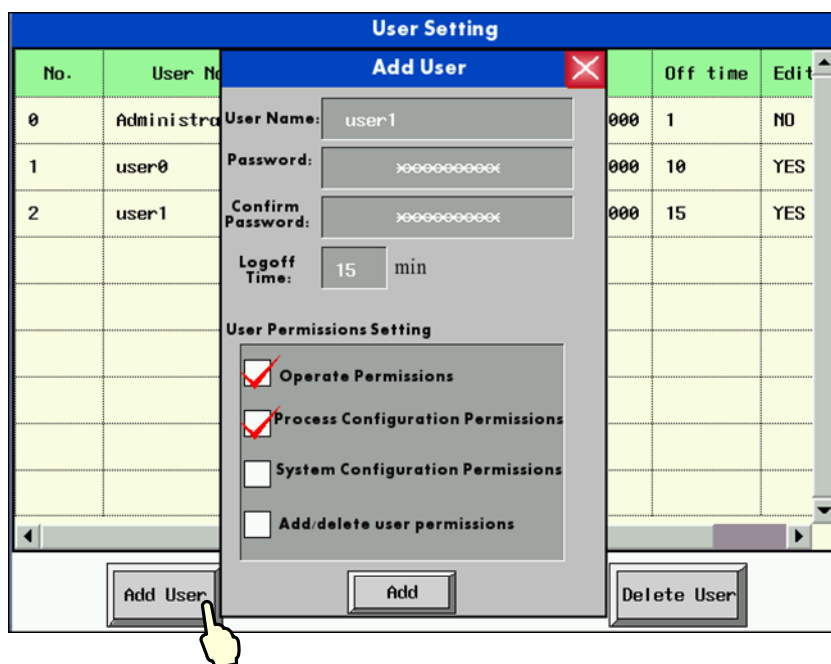 User Setting
Add User
No. User N Off time Edit
User Name: user1
0 Administra 000 1 NO
Password: xxxxxxxxxx
1 user0 000 10 YES
Confirm
Password: xxxxxxxxxx
2 user1 000 15 YES
Logoff
Time: 15 min
User Permissions Setting
Operate Permissions
Process Configuration Permissions
System Configuration Permissions
Add/delete user permissions
Add User Add Delete User